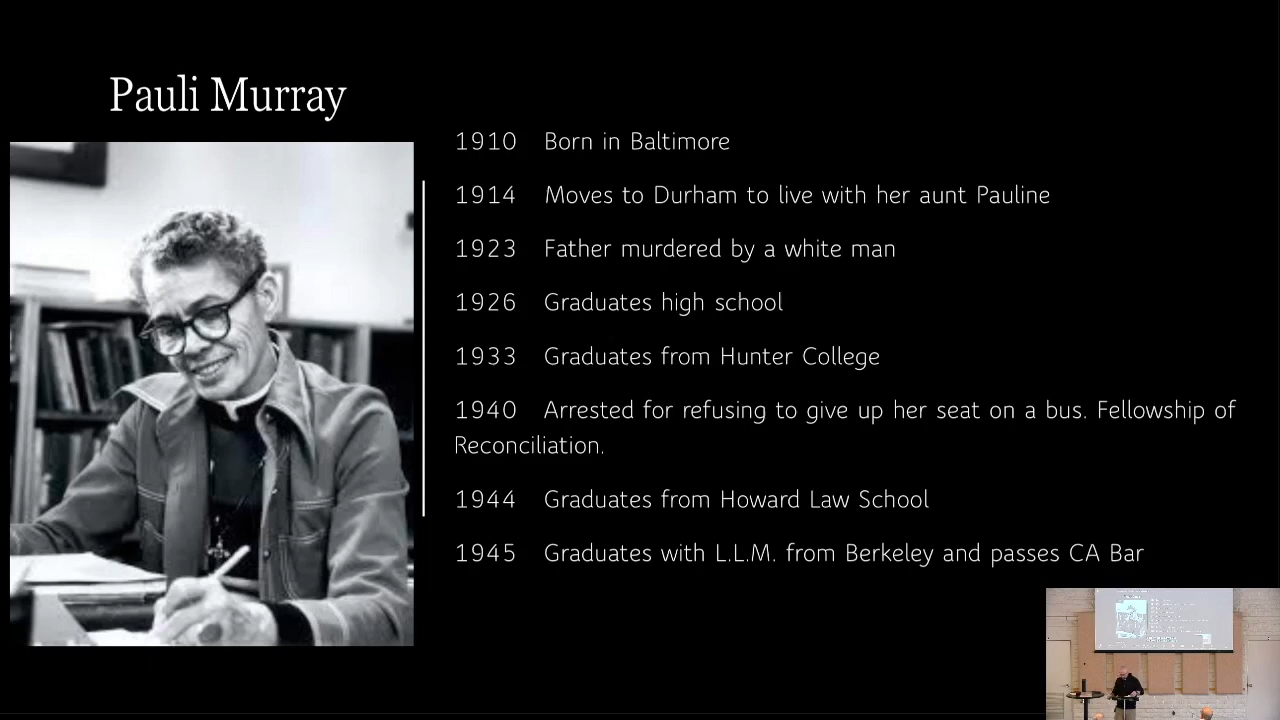 Pauli Murray
1910 Born in Baltimore
1914 Moves to Durham to live with her aunt Pauline
1923 Father murdered by a white man
1926 Graduates high school
1933 Graduates from Hunter College
1940 Arrested for refusing to give up her seat on a bus. Fellowship of
Reconciliation.
1944 Graduates from Howard Law School
1945 Graduates with L.L.M. from Berkeley and passes CA Bar